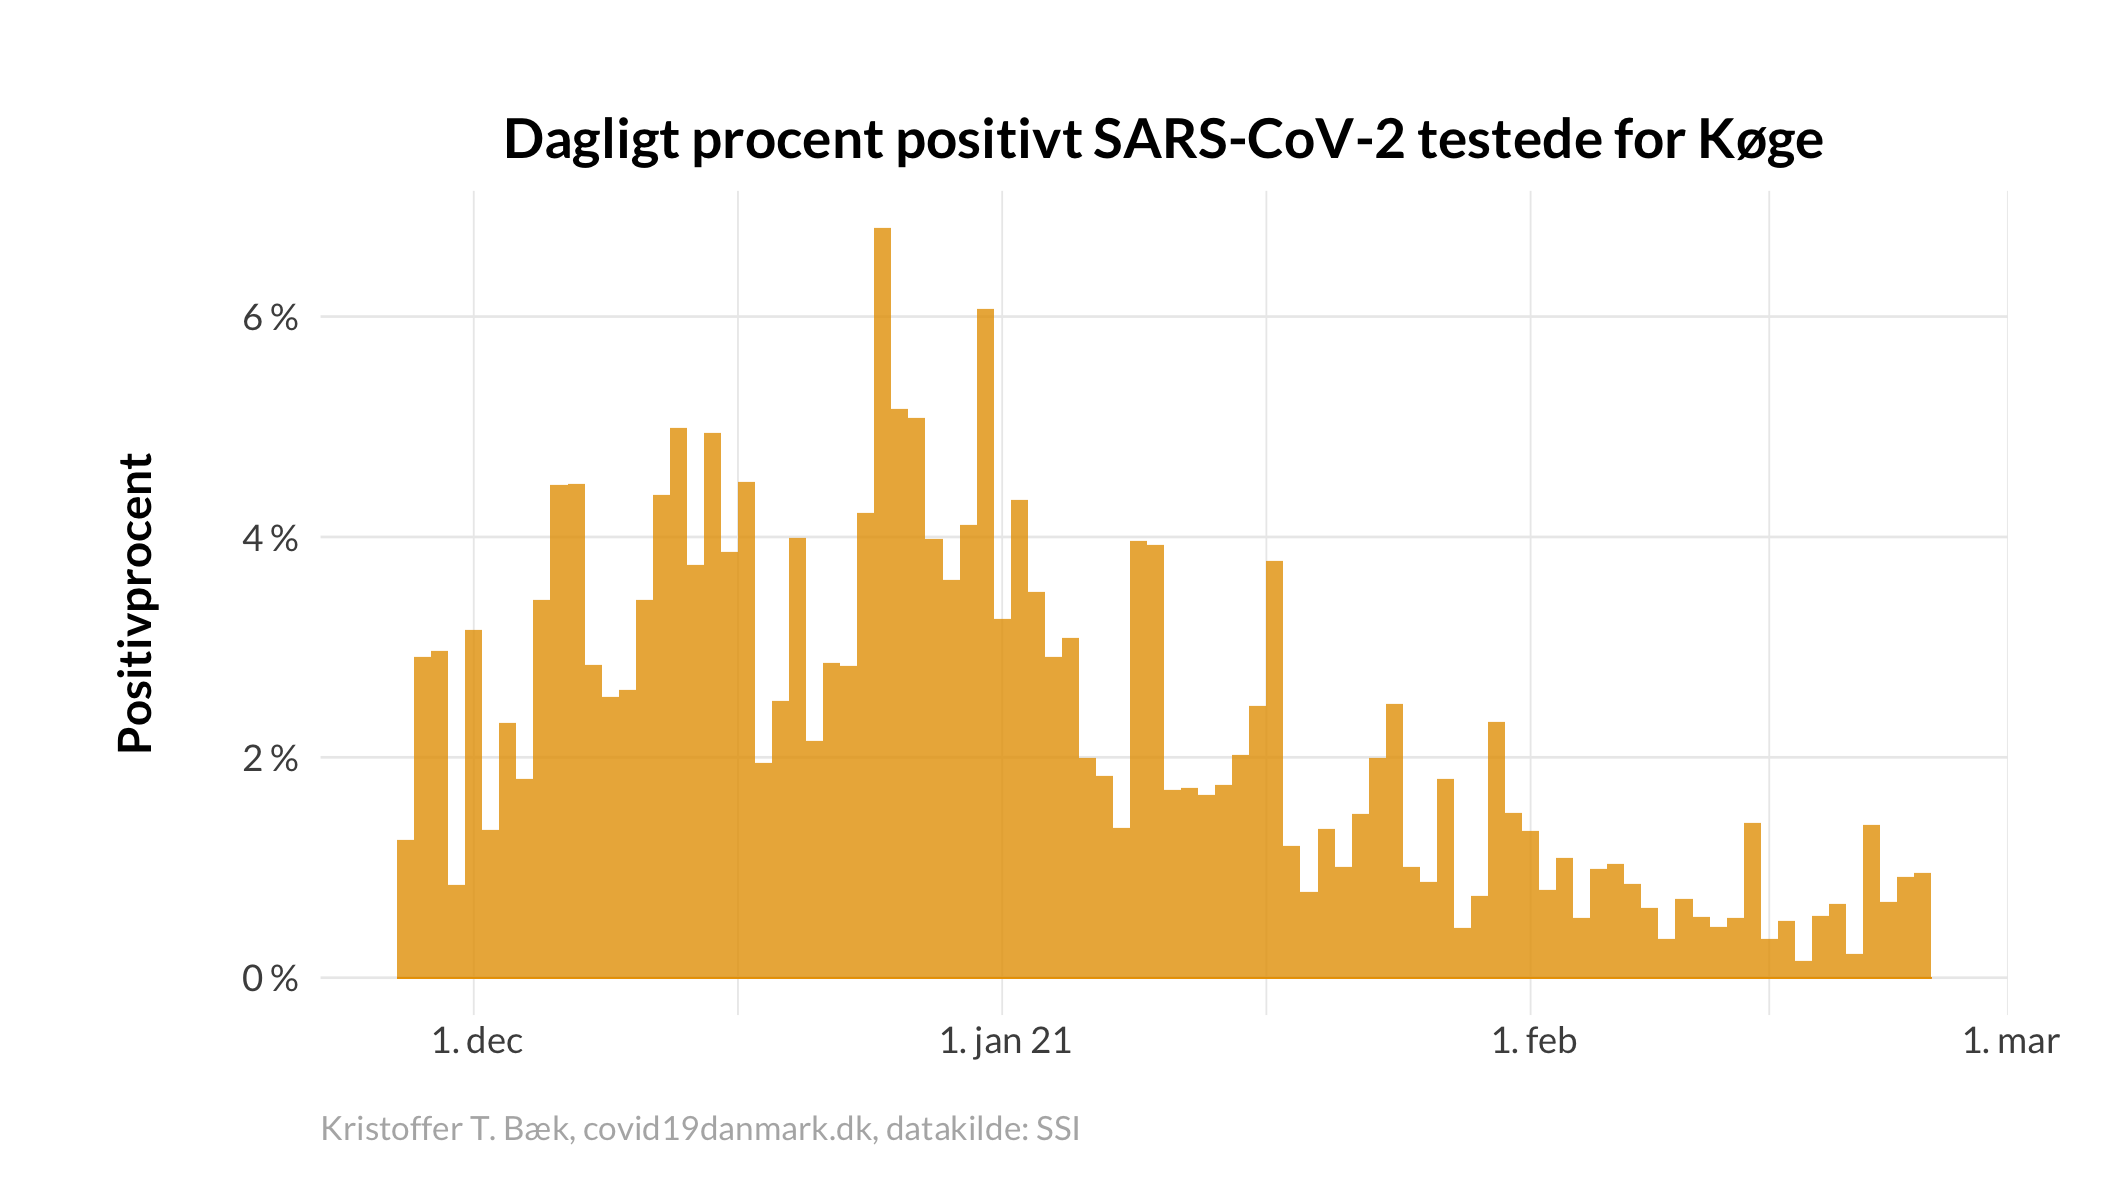 Dagligt procent positivt SARS-CoV-2 testede for Køge
Positivprocent
6 %
4 %
2 %
0 %
1. dec
1. jan 21
1. feb
1. mar
Kristoffer T. Bæk, covid19danmark.dk, datakilde: SSI